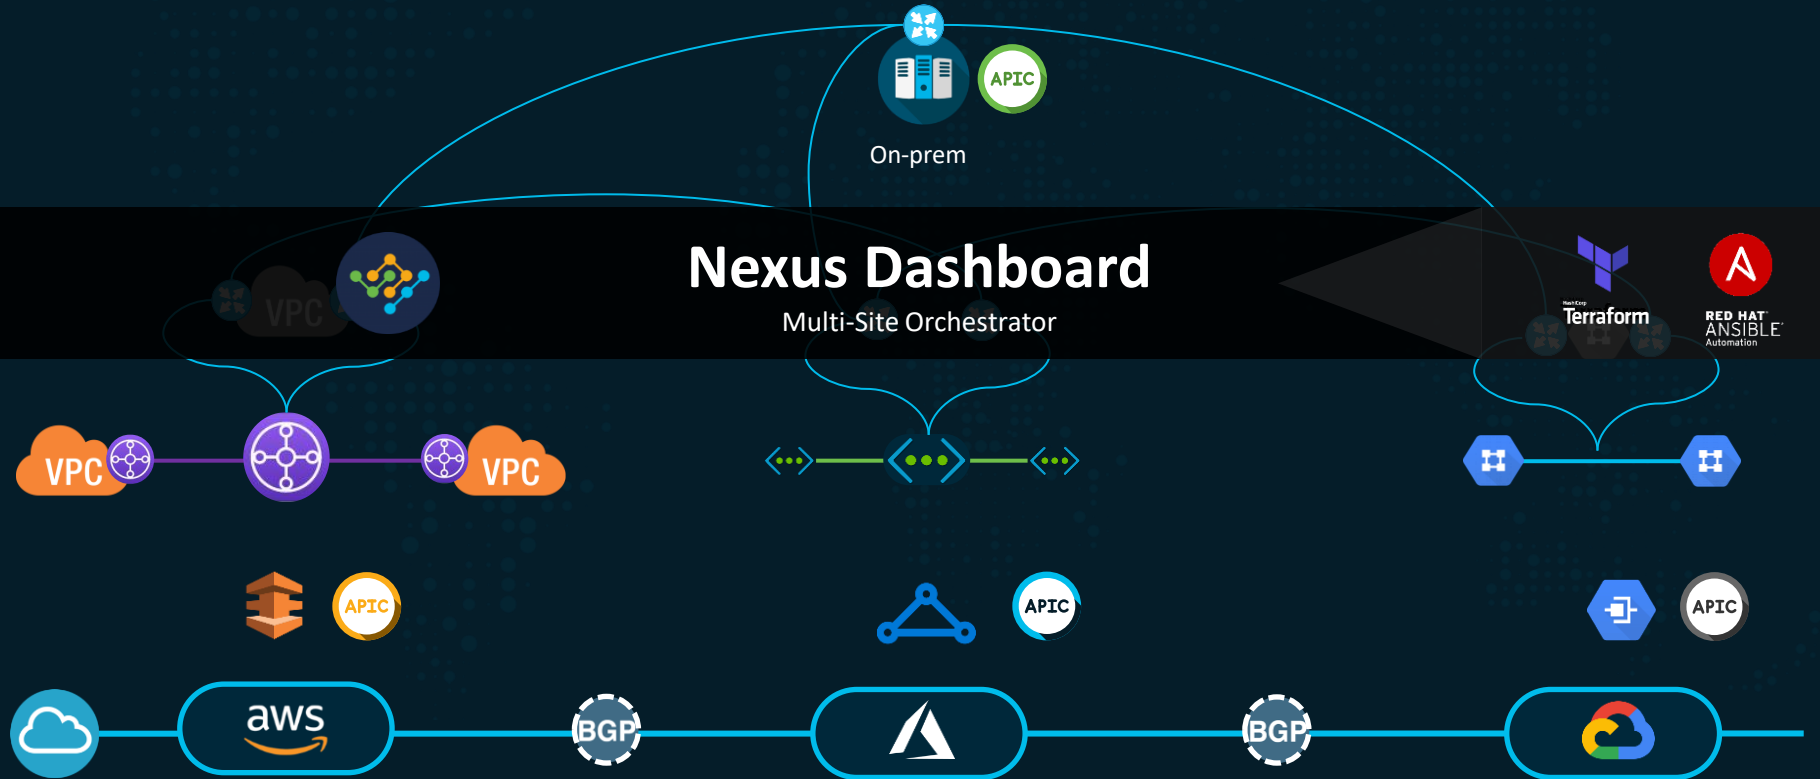 APIC
On-prem
VPC
Nexus Dashboard
Multi-Site Orchestrator
HashiCorp
Terraform
RED HAT
ANSIBLE
Automation
VPC
VPC
APIC
APIC
APIC
aws
BGP
BGP